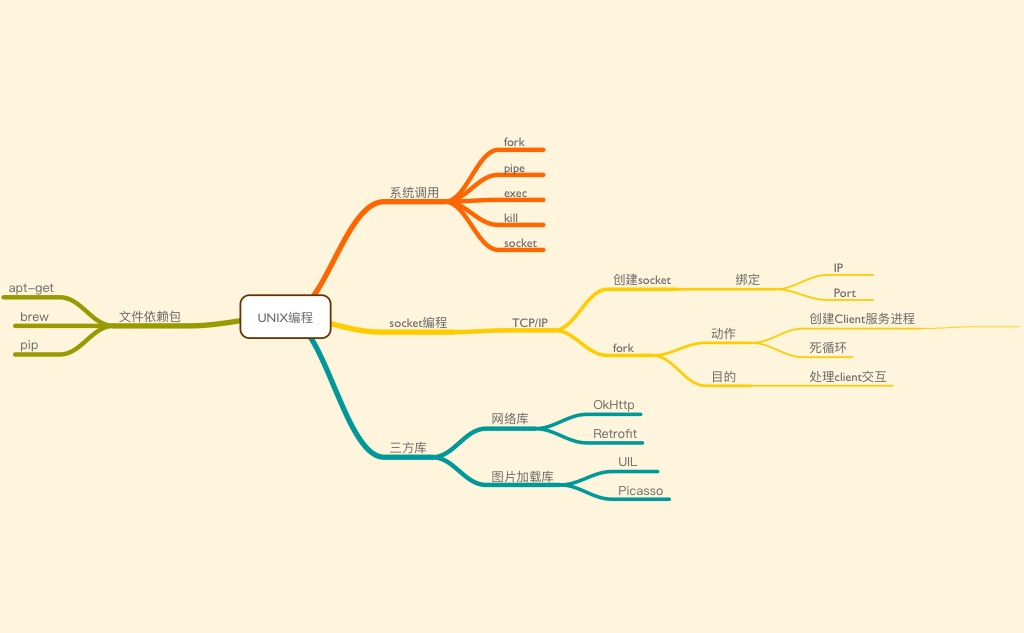 UNIX编程
文件依赖包
apt-get
brew
pip
系统调用
fork
pipe
exec
kill
socket
socket编程
TCP/IP
创建socket
绑定
IP
Port
fork
动作
创建Client服务进程
死循环
目的
处理client交互
三方库
网络库
OkHttp
Retrofit
图片加载库
UIL
Picasso